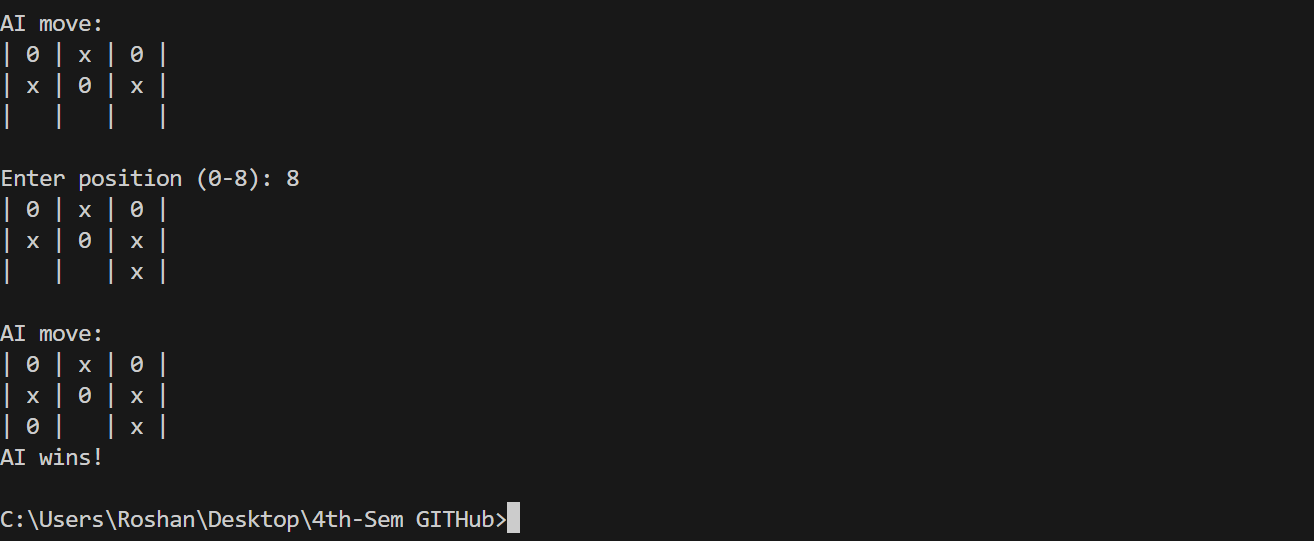 AI move:
| 0 | x | 0 |
| x | 0 | x |
|   |   |   |
Enter position (0-8): 8
| 0 | x | 0 |
| x | 0 | x |
|   |   | x |
AI move:
| 0 | x | 0 |
| x | 0 | x |
| 0 |   | x |
AI wins!
C:\Users\Roshan\Desktop\4th-Sem GITHub>